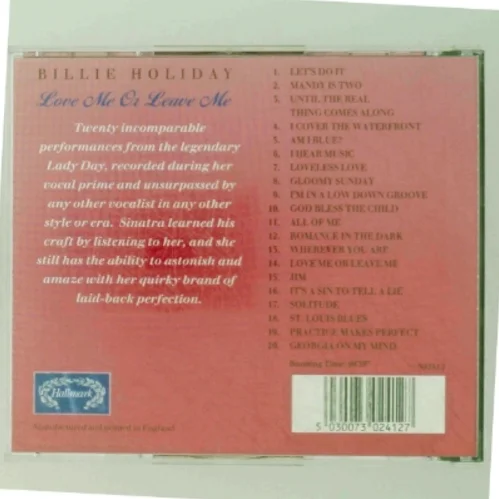 BILLIE HOLIDAY
Love Me Or Leave Me
Twenty incomparable
performances from the legendary
Lady Day, recorded during her
vocal prime and unsurpassed by
any other vocalist in any other
style or era. Sinatra learned his
craft by listening to her, and she
still has the ability to astonish and
amaze with her quirky brand of
laid-back perfection.
1. LET'S DO IT
2. MANDY IS TWO
3. UNTIL THE REAL
THING COMES ALONG
4. I COVER THE WATERFRONT
5. AM I BLUE?
6. I HEAR MUSIC
7. LOVELESS LOVE
8. GLOOMY SUNDAY
9. I'M IN A LOW DOWN GROOVE
10. GOD BLESS THE CHILD
11. ALL OF ME
12. ROMANCE IN THE DARK
13. WHEREVER YOU ARE
14. LOVE ME OR LEAVE ME
15. JIM
16. IT'S A SIN TO TELL A LIE
17. SOLITUDE
18. ST. LOUIS BLUES
19. PRACTICE MAKES PERFECT
20. GEORGIA ON MY MIND
Running Time:
Hallmark
Manufactured and printed in England
5 030073 024127